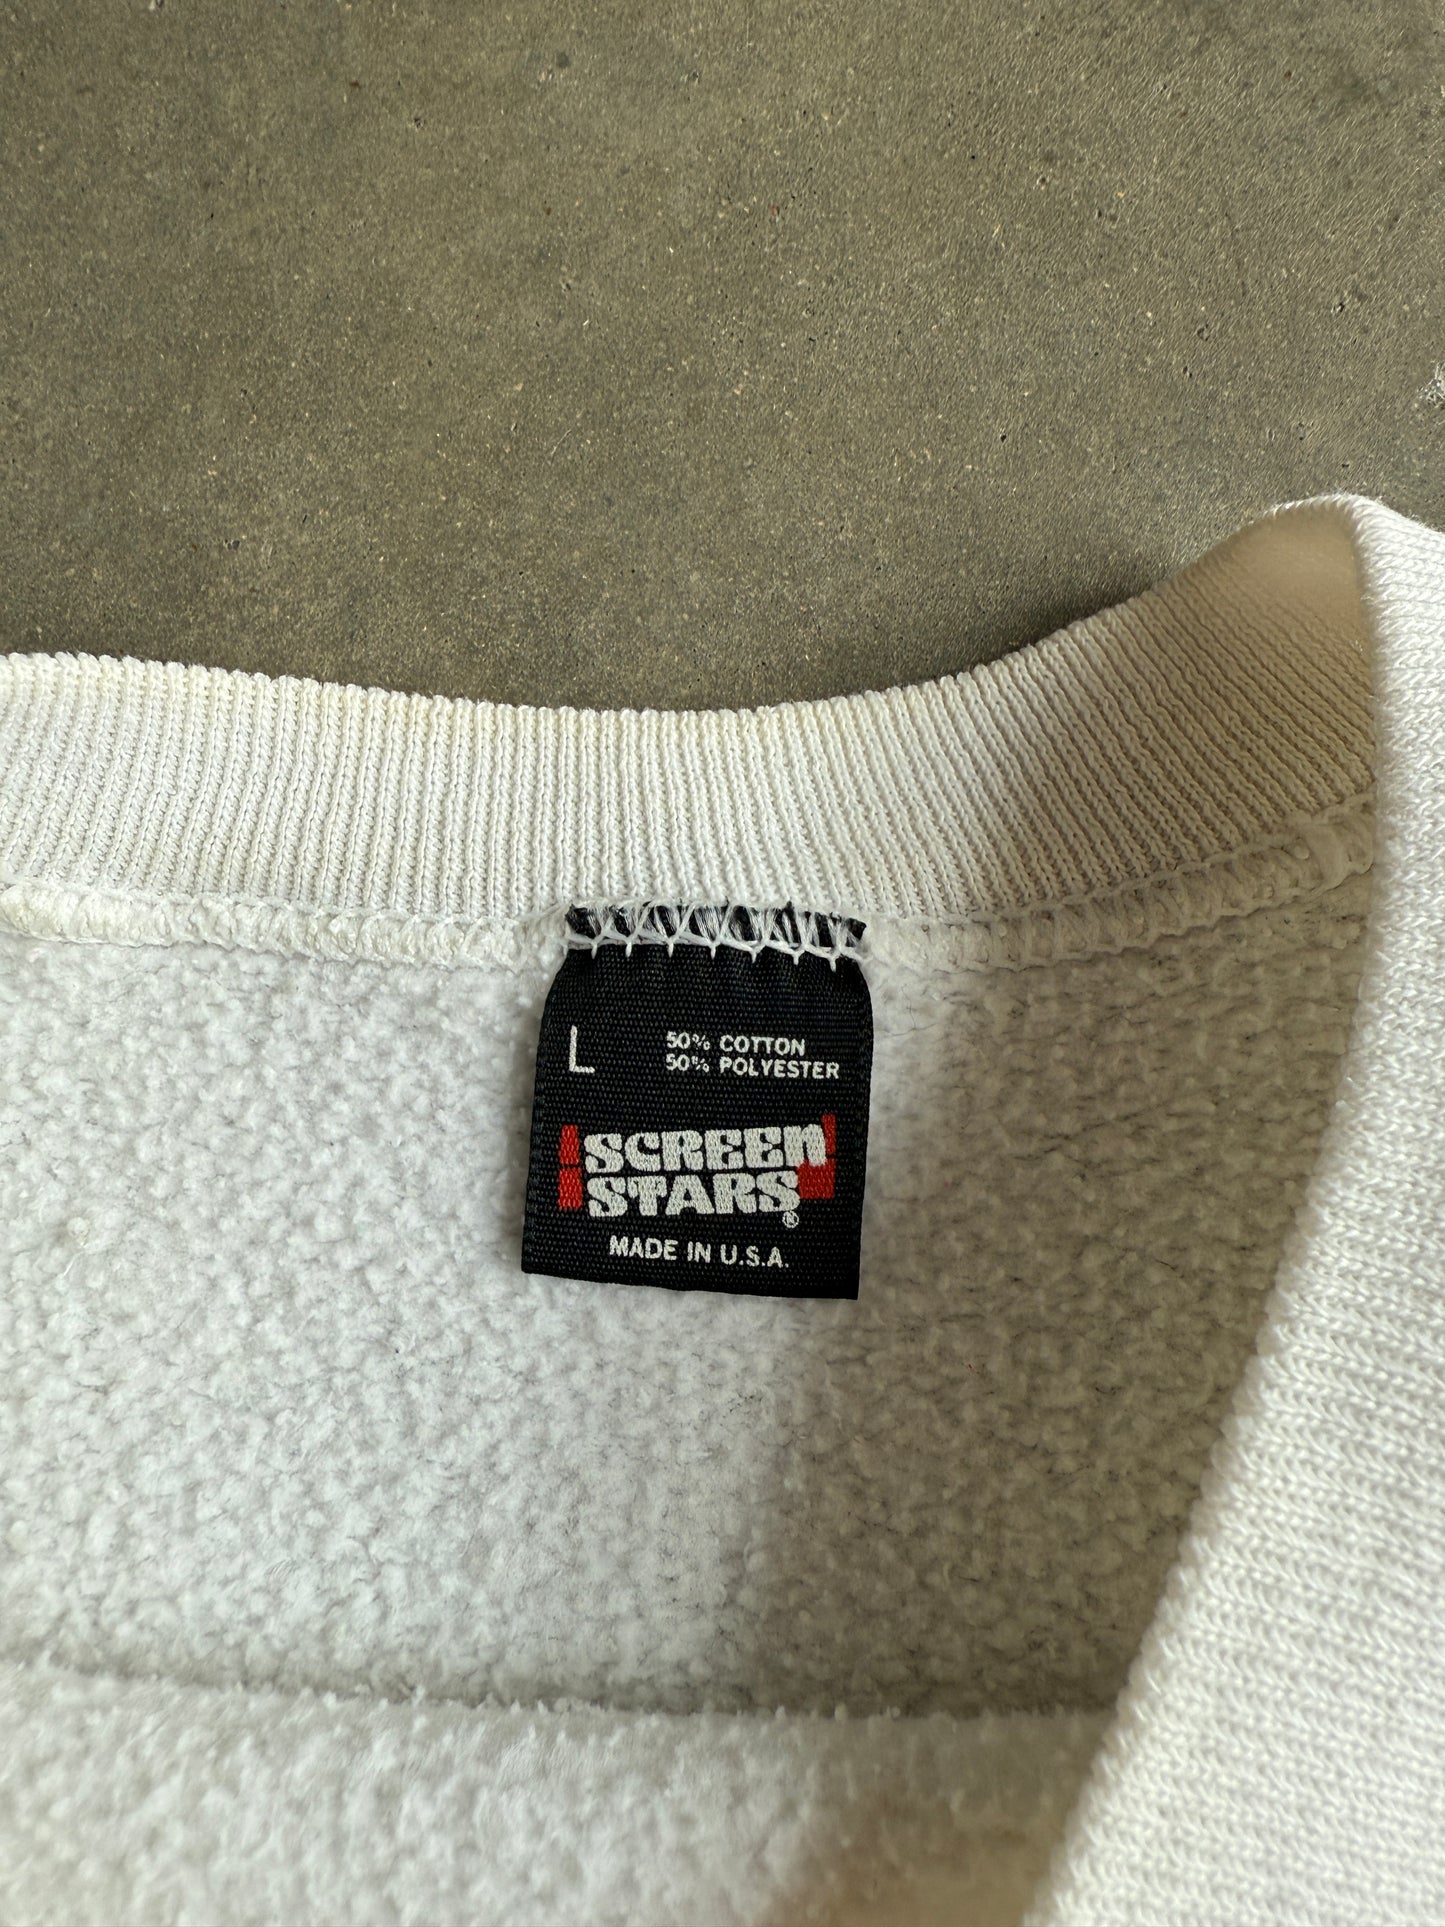 L
50% COTTON
50% POLYESTER
SCREEN
STARS®
MADE IN U.S.A.